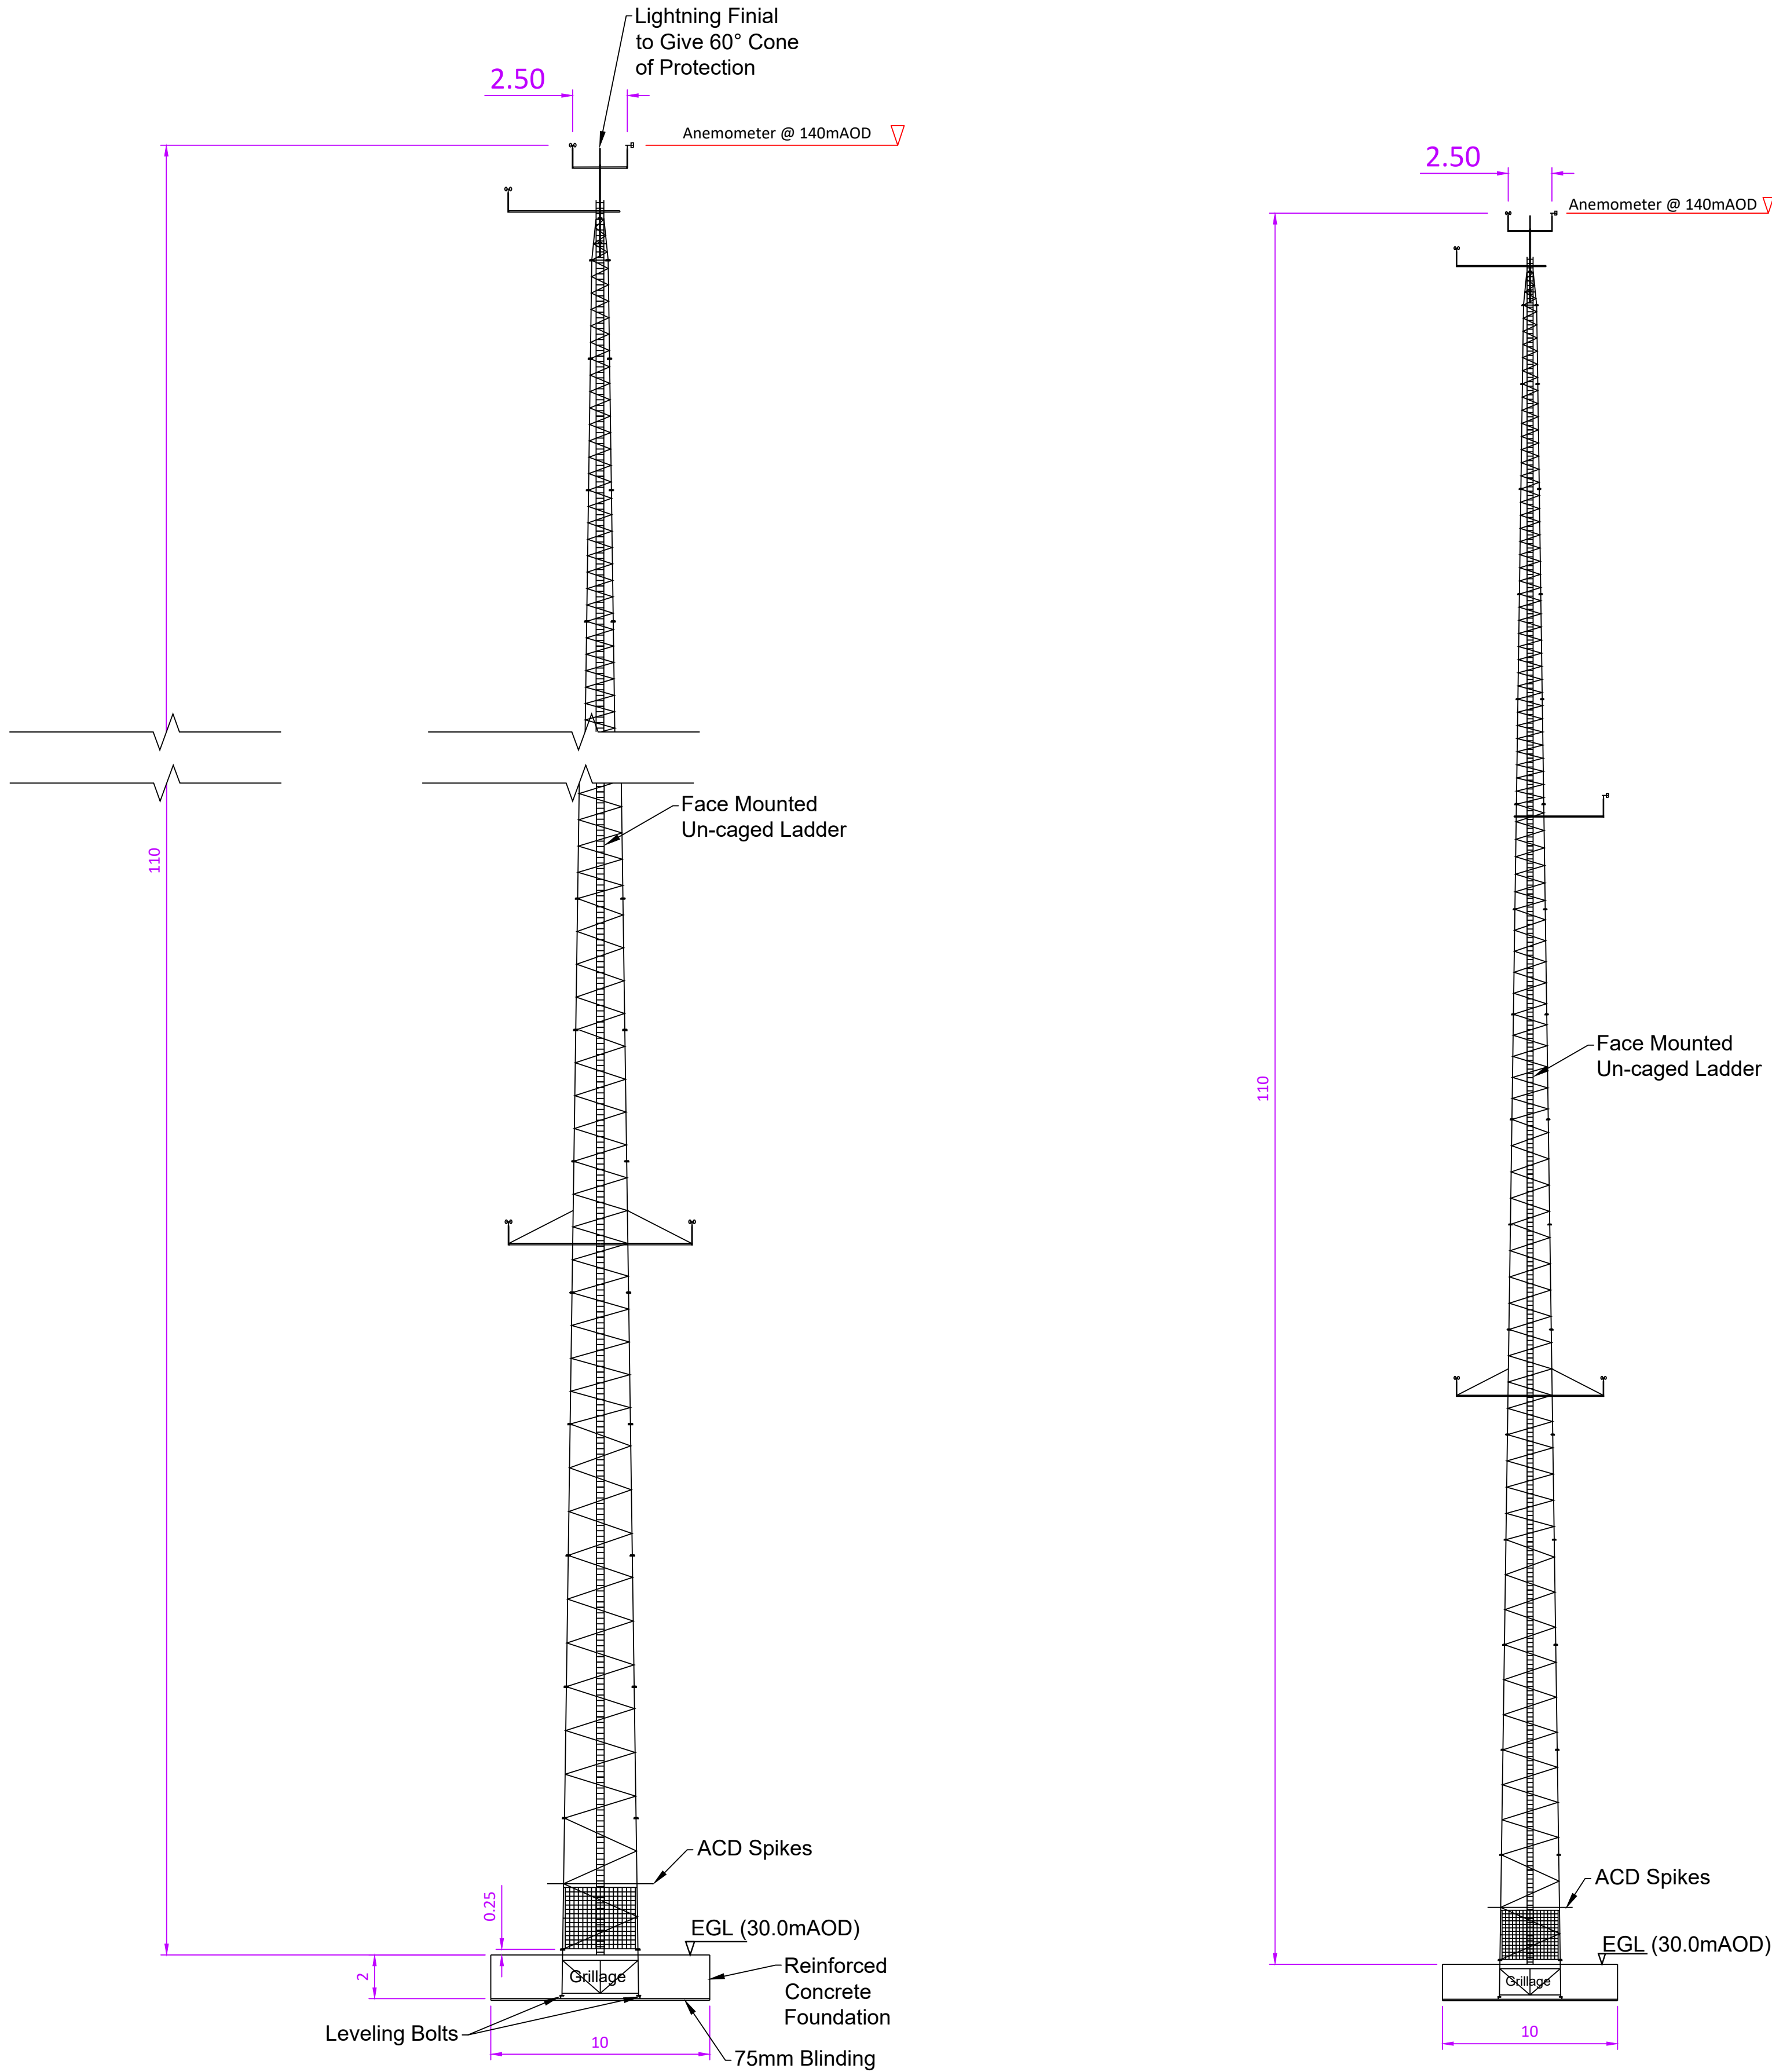 Lightning Finial
to Give 60° Cone
of Protection
2.50
Anemometer @ 140mAOD
110
Face Mounted
Un-caged Ladder
ACD Spikes
0.25
EGL (30.0mAOD)
2
Grillage
Reinforced
Concrete
Foundation
Leveling Bolts
10
75mm Blinding
2.50
Anemometer @ 140mAOD
110
Face Mounted
Un-caged Ladder
ACD Spikes
EGL (30.0mAOD)
Grillage
10